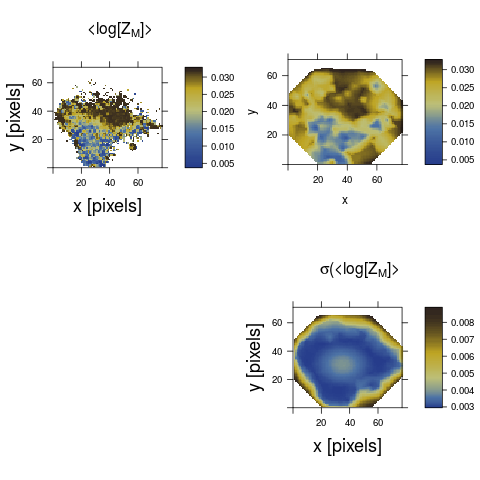 <log[Z_M]>
y [pixels]
60
40
20
20 40 60
x [pixels]
0.030
0.025
0.020
0.015
0.010
0.005
y
60
40
20
20 40 60
x
0.030
0.025
0.020
0.015
0.010
0.005
σ(<log[Z_M]>
y [pixels]
60
40
20
20 40 60
x [pixels]
0.008
0.007
0.006
0.005
0.004
0.003